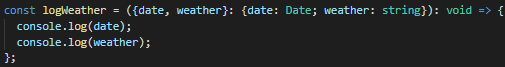 const logWeather = ({date, weather}: {date: Date; weather: string}): void => {
  console.log(date);
  console.log(weather);
};